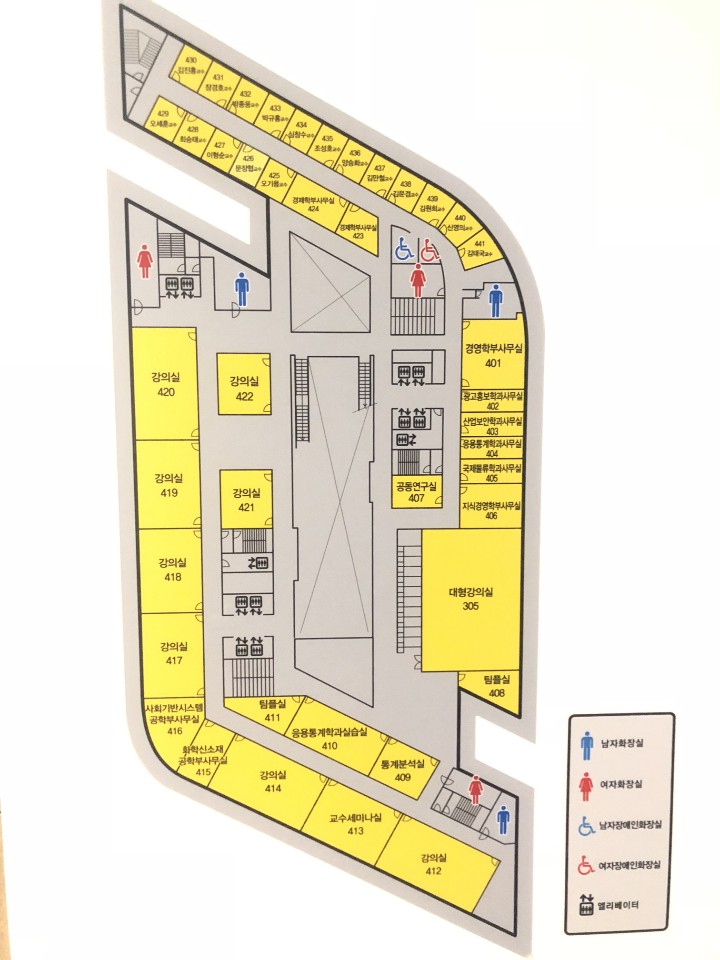 430
김진홍교수
431
정경호교수
432
박종동교수
433
박규홍교수
434
심창수교수
435
조성호교수
436
양승화교수
437
김만철교수
438
김문겸교수
439
김원희교수
440
신영의교수
441
김태국교수
429
오세훈교수
428
최승태교수
427
이형순교수
426
문장혁교수
425
오기용교수
경제학부사무실
424
경제학부사무실
423
경영학부사무실
401
광고홍보학과사무실
402
산업보안학과사무실
403
응용통계학과사무실
404
국제물류학과사무실
405
지식경영학부사무실
406
강의실
420
강의실
422
강의실
419
강의실
421
공동연구실
407
강의실
418
강의실
417
대형강의실
305
팀플실
408
사회기반시스템
공학부사무실
416
화학신소재
공학부사무실
415
팀플실
411
응용통계학과실습실
410
통계분석실
409
강의실
414
교수세미나실
413
강의실
412
남자화장실
여자화장실
남자장애인화장실
여자장애인화장실
엘리베이터